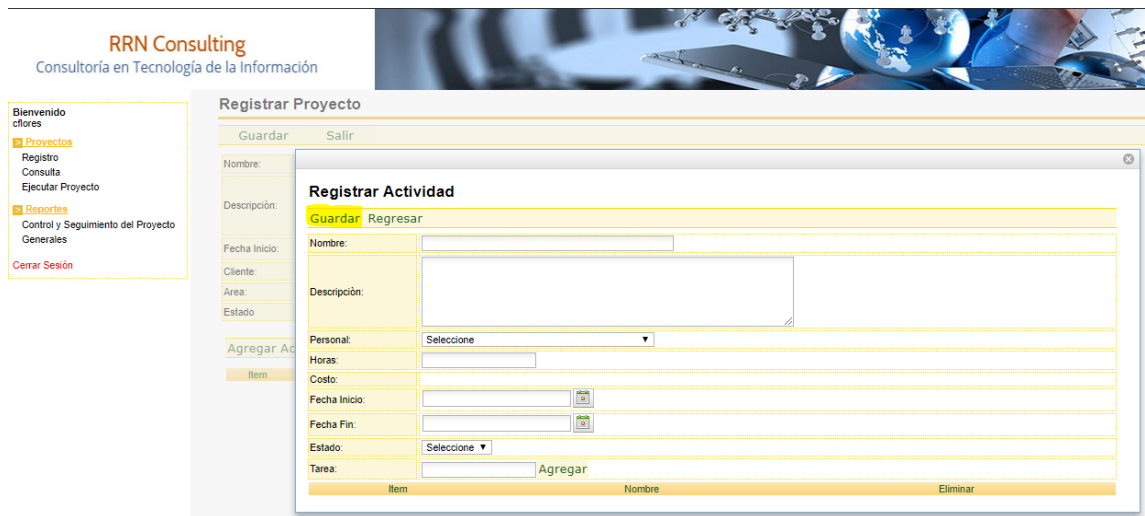 RRN Consulting
Consultoría en Tecnología de la Información
Bienvenido
cflores
Proyectos
Registro
Consulta
Ejecutar Proyecto
Reportes
Control y Seguimiento del Proyecto
Generales
Cerrar Sesión
Registrar Proyecto
Guardar Salir
Nombre:
Descripción:
Fecha Inicio:
Cliente:
Area:
Estado
Agregar Ac
Item
Registrar Actividad
Guardar Regresar
Nombre:
Descripciòn:
Personal: Seleccione
Horas:
Costo:
Fecha Inicio:
Fecha Fin:
Estado: Seleccione
Tarea: Agregar
Item Nombre Eliminar